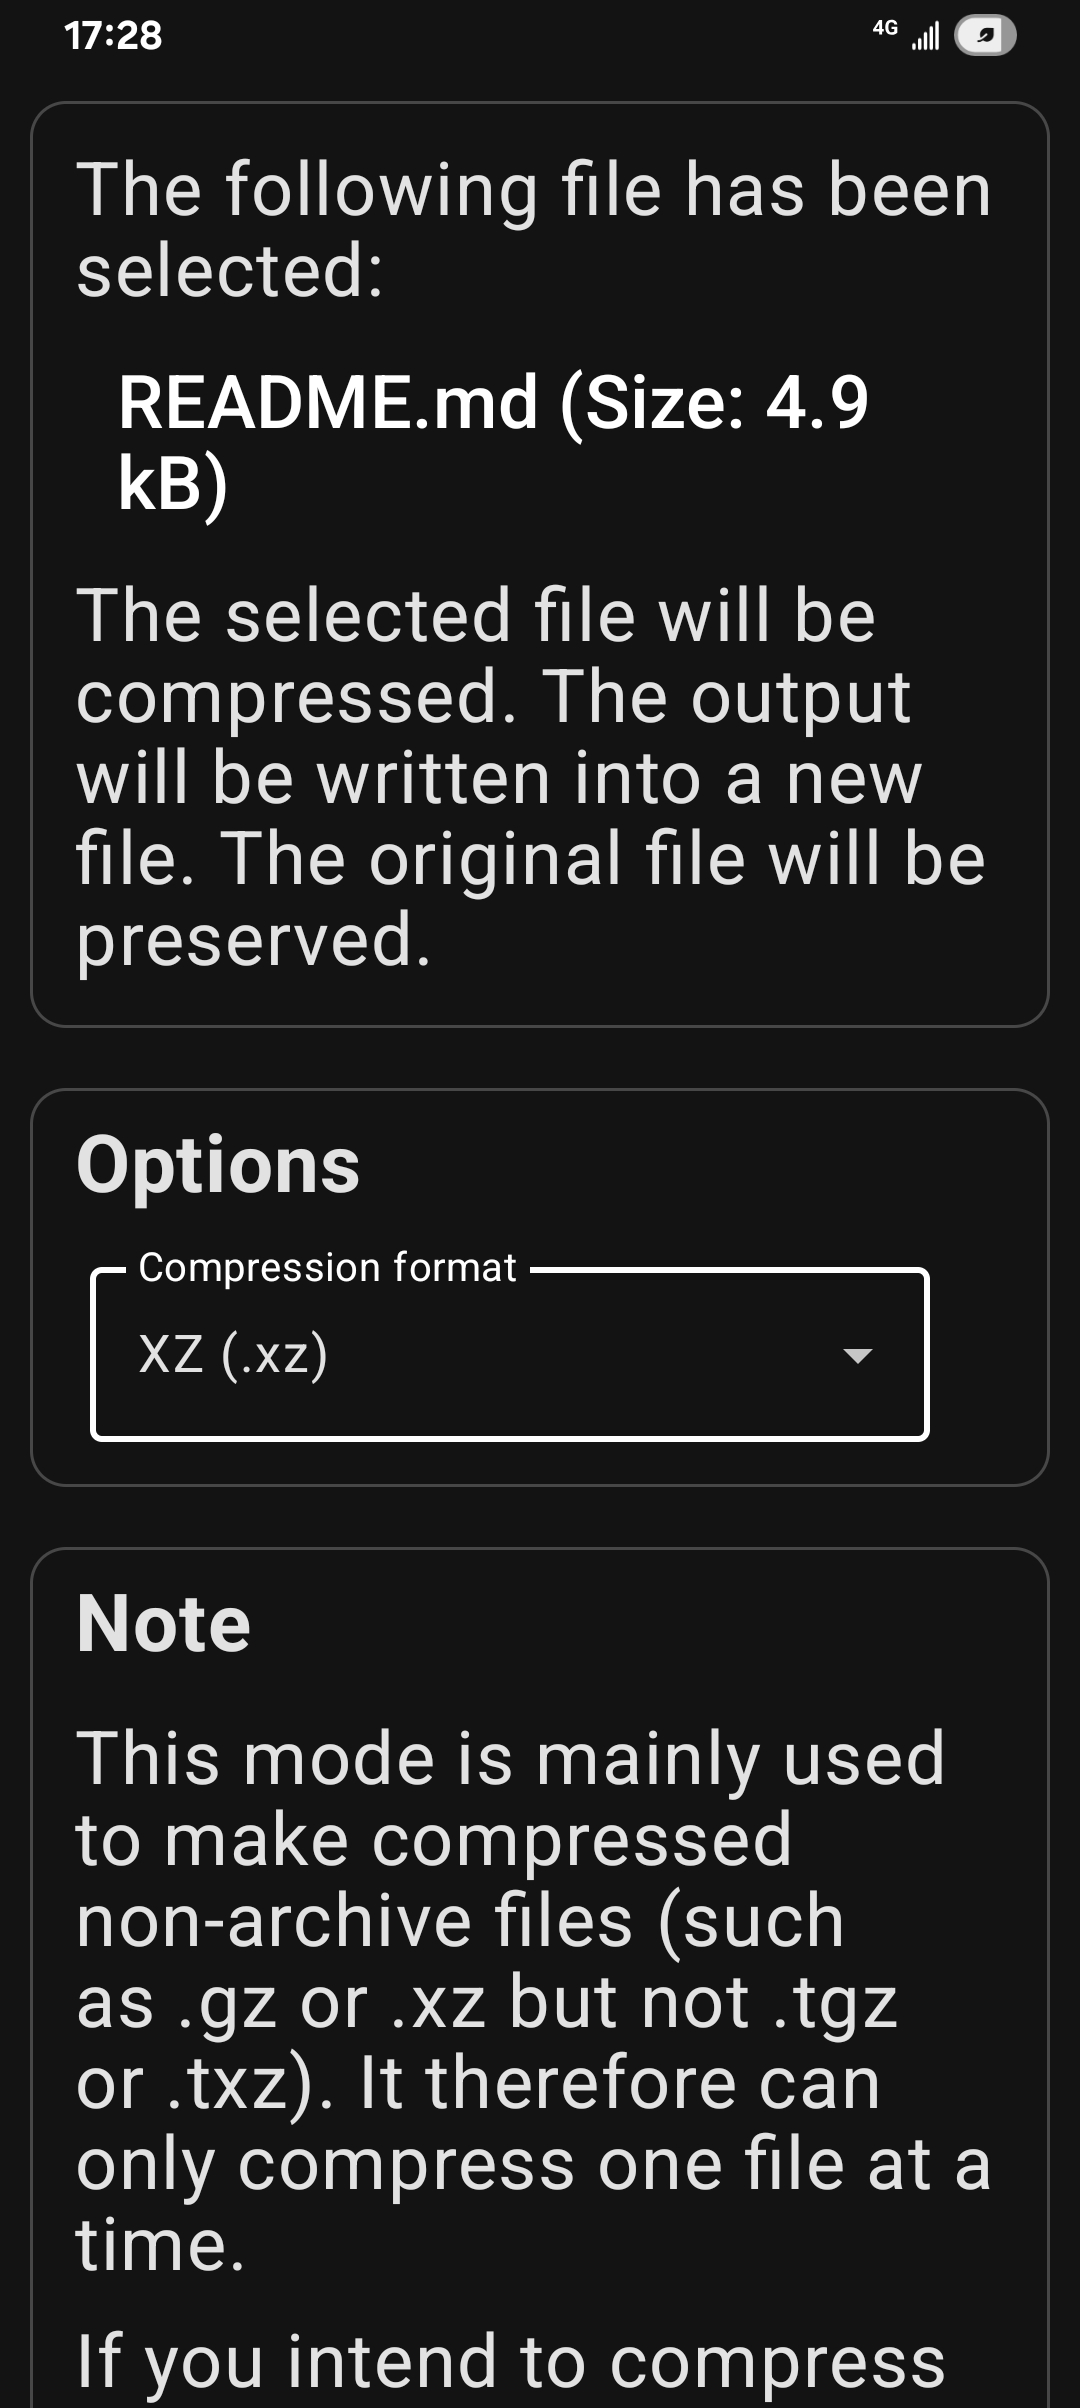 17:28
4G
The following file has been
selected:
README.md (Size: 4.9
kB)
The selected file will be
compressed. The output
will be written into a new
file. The original file will be
preserved.
Options
Compression format
XZ (.xz)
Note
This mode is mainly used
to make compressed
non-archive files (such
as .gz or .xz but not .tgz
or .txz). It therefore can
only compress one file at a
time.
If you intend to compress